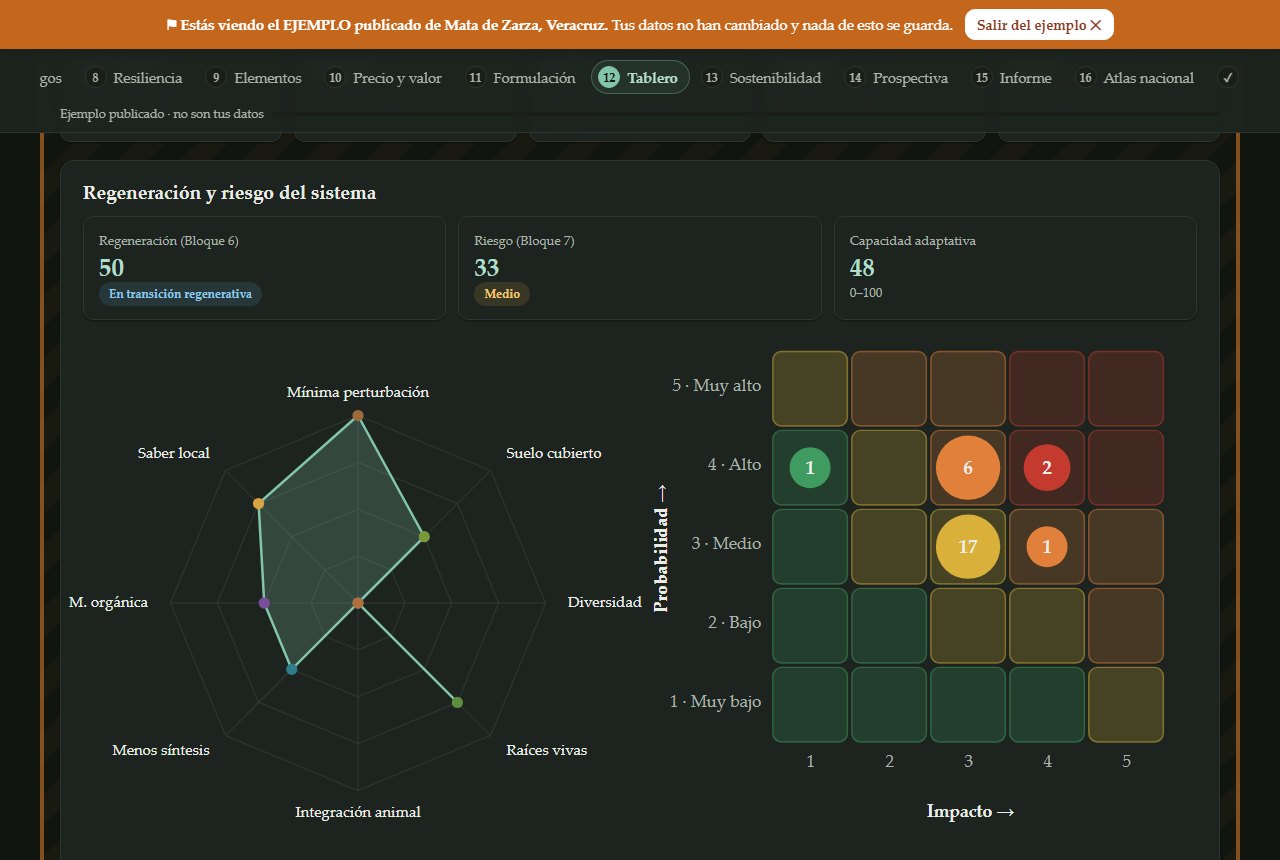 ⚑ Estás viendo el EJEMPLO publicado de Mata de Zarza, Veracruz. Tus datos no han cambiado y nada de esto se guarda. Salir del ejemplo ✕
gos 8 Resiliencia 9 Elementos 10 Precio y valor 11 Formulación 12 Tablero 13 Sostenibilidad 14 Prospectiva 15 Informe 16 Atlas nacional ✓
Ejemplo publicado · no son tus datos
Regeneración y riesgo del sistema
Regeneración (Bloque 6)
50
En transición regenerativa
Riesgo (Bloque 7)
33
Medio
Capacidad adaptativa
48
0–100
Mínima perturbación
Suelo cubierto
Diversidad
Raíces vivas
Integración animal
Menos síntesis
M. orgánica
Saber local
Probabilidad →
5 · Muy alto
4 · Alto
1 6 2
3 · Medio
17 1
2 · Bajo
1 · Muy bajo
1 2 3 4 5
Impacto →